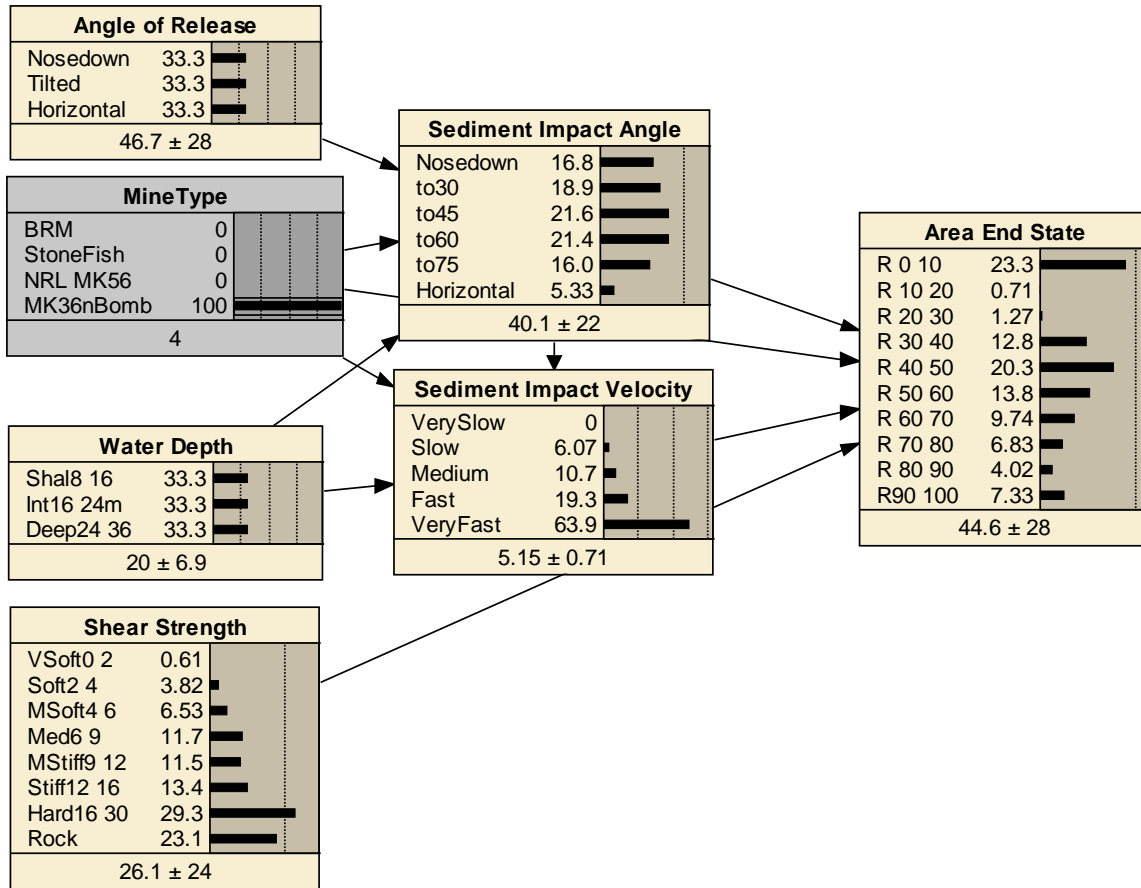 Angle of Release
Nosedown 33.3
Tilted 33.3
Horizontal 33.3
46.7 ± 28
MineType
BRM 0
StoneFish 0
NRL MK56 0
MK36nBomb 100
4
Water Depth
Shal8 16 33.3
Int16 24m 33.3
Deep24 36 33.3
20 ± 6.9
Shear Strength
VSoft0 2 0.61
Soft2 4 3.82
MSoft4 6 6.53
Med6 9 11.7
MStiff9 12 11.5
Stiff12 16 13.4
Hard16 30 29.3
Rock 23.1
26.1 ± 24
Sediment Impact Angle
Nosedown 16.8
to30 18.9
to45 21.6
to60 21.4
to75 16.0
Horizontal 5.33
40.1 ± 22
Sediment Impact Velocity
VerySlow 0
Slow 6.07
Medium 10.7
Fast 19.3
VeryFast 63.9
5.15 ± 0.71
Area End State
R 0 10 23.3
R 10 20 0.71
R 20 30 1.27
R 30 40 12.8
R 40 50 20.3
R 50 60 13.8
R 60 70 9.74
R 70 80 6.83
R 80 90 4.02
R90 100 7.33
44.6 ± 28